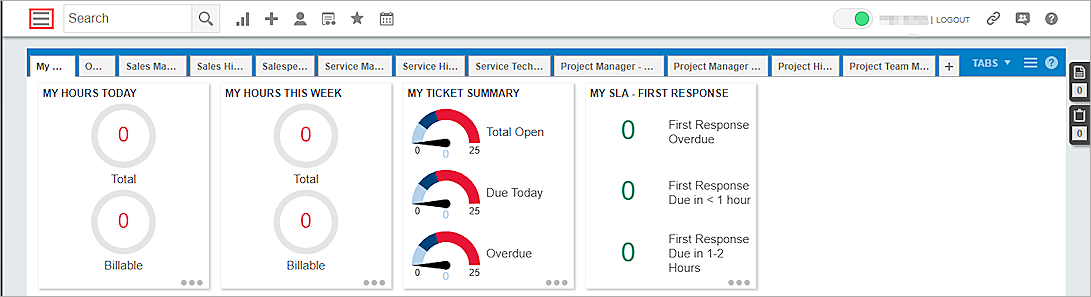 Search
| LOGOUT
My ...
O...
Sales Ma...
Sales Hi...
Salespe...
Service Ma...
Service Hi...
Service Tech...
Project Manager - ...
Project Manager ...
Project Hi...
Project Team M...
+
TABS
?
0
0
MY HOURS TODAY
0
Total
0
Billable
MY HOURS THIS WEEK
0
Total
0
Billable
MY TICKET SUMMARY
Total Open
0 25
0
Due Today
0 25
0
Overdue
0 25
0
MY SLA - FIRST RESPONSE
0
First Response
Overdue
0
First Response
Due in < 1 hour
0
First Response
Due in 1-2
Hours